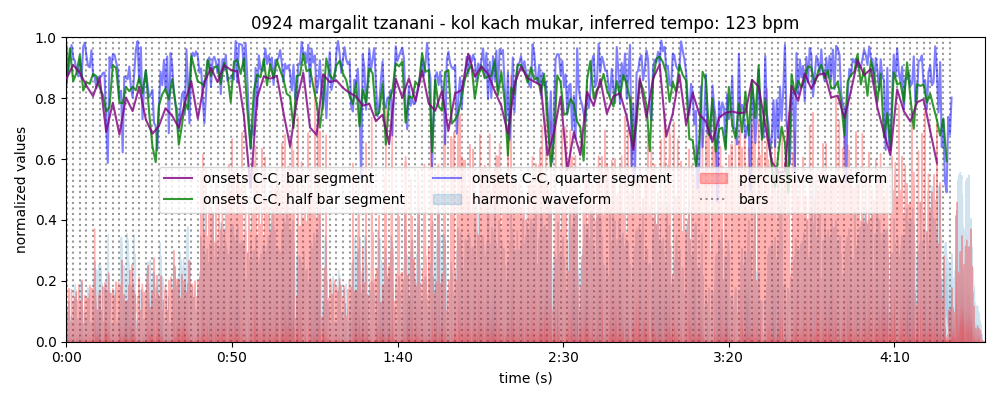 0924 margalit tzanani - kol kach mukar, inferred tempo: 123 bpm
normalized values
1.0
0.8
0.6
0.4
0.2
0.0
onsets C-C, bar segment
onsets C-C, half bar segment
onsets C-C, quarter segment
harmonic waveform
percussive waveform
bars
0:00 0:50 1:40 2:30 3:20 4:10
time (s)